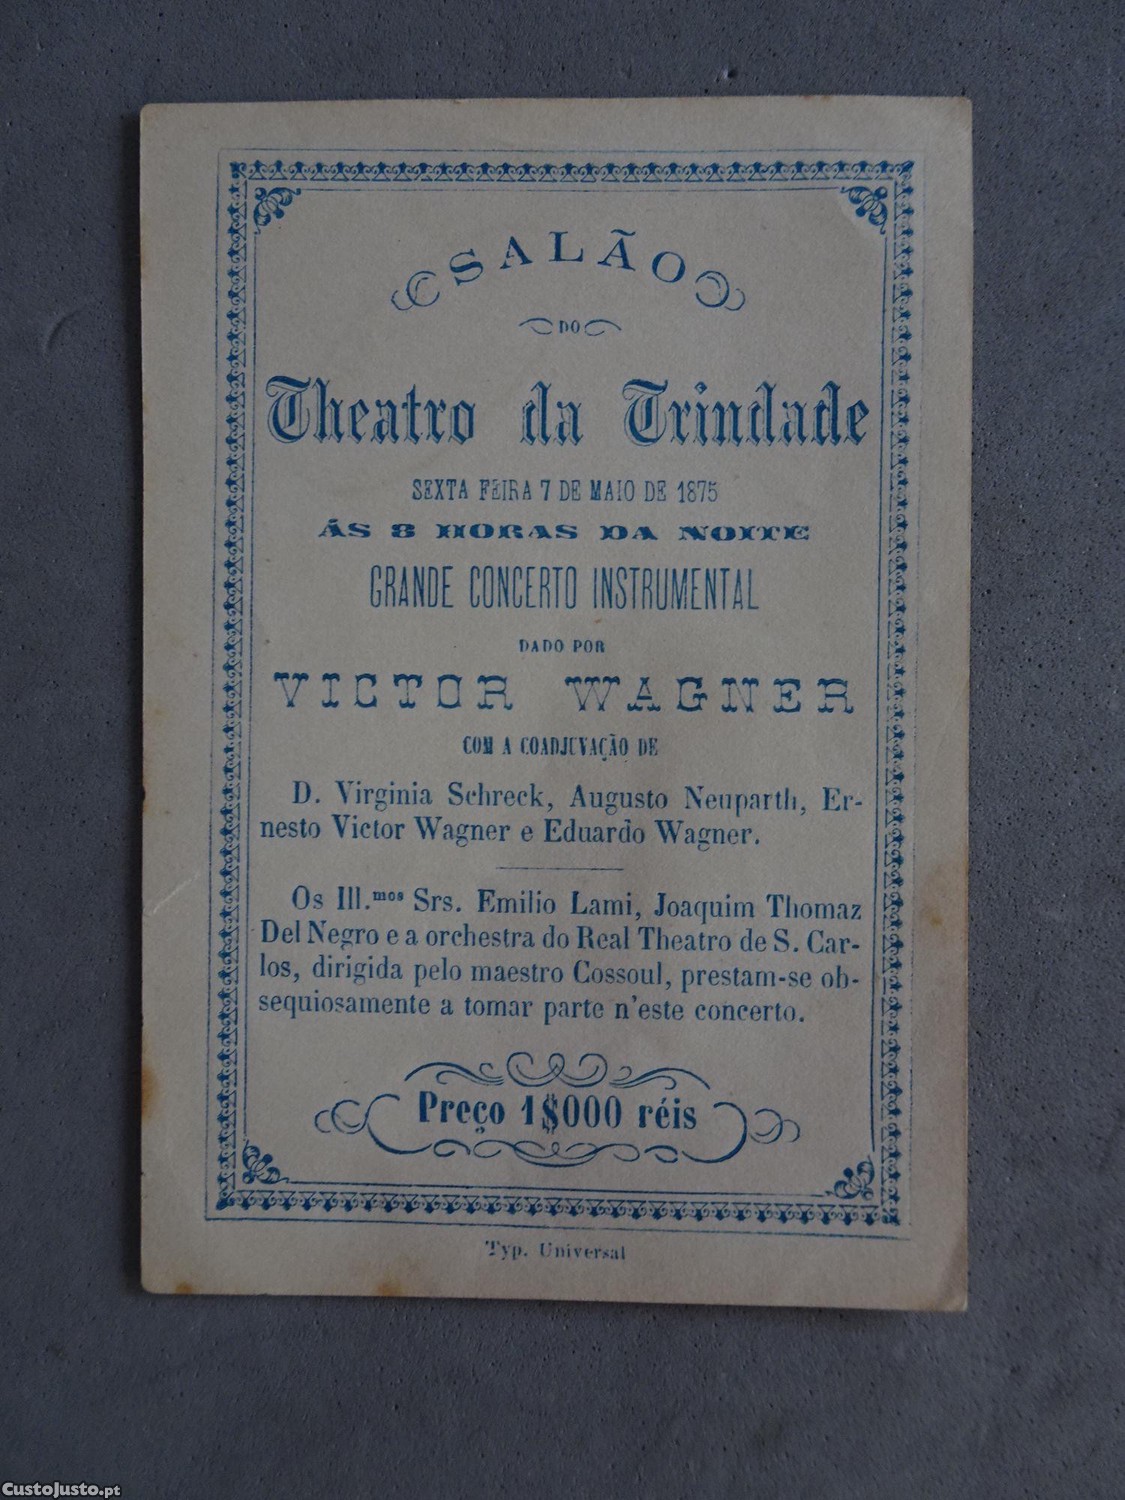 SALÃO
DO
Theatro da Trindade
SEXTA FEIRA 7 DE MAIO DE 1875
ÁS 8 HORAS DA NOITE
GRANDE CONCERTO INSTRUMENTAL
DADO POR
VICTOR WAGNER
COM A COADJUVAÇÃO DE
D. Virginia Schreck, Augusto Neuparth, Er-
nesto Victor Wagner e Eduardo Wagner.
Os Ill.mos Srs. Emilio Lami, Joaquim Thomaz
Del Negro e a orchestra do Real Theatro de S. Car-
los, dirigida pelo maestro Cossoul, prestam-se ob-
sequiosamente a tomar parte n'este concerto.
Preço 1$000 réis
Typ. Universal
CustoJusto.pt